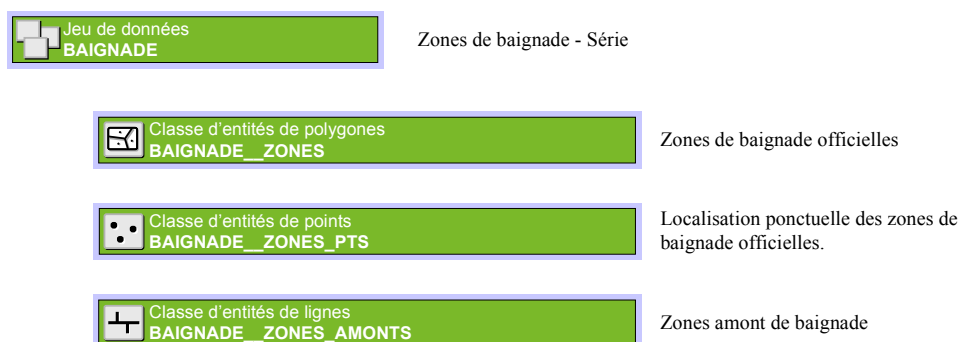 Jeu de données
BAIGNADE
Zones de baignade - Série
Classe d'entités de polygones
BAIGNADE__ZONES
Zones de baignade officielles
Classe d'entités de points
BAIGNADE__ZONES_PTS
Localisation ponctuelle des zones de
baignade officielles.
Classe d'entités de lignes
BAIGNADE__ZONES_AMONTS
Zones amont de baignade